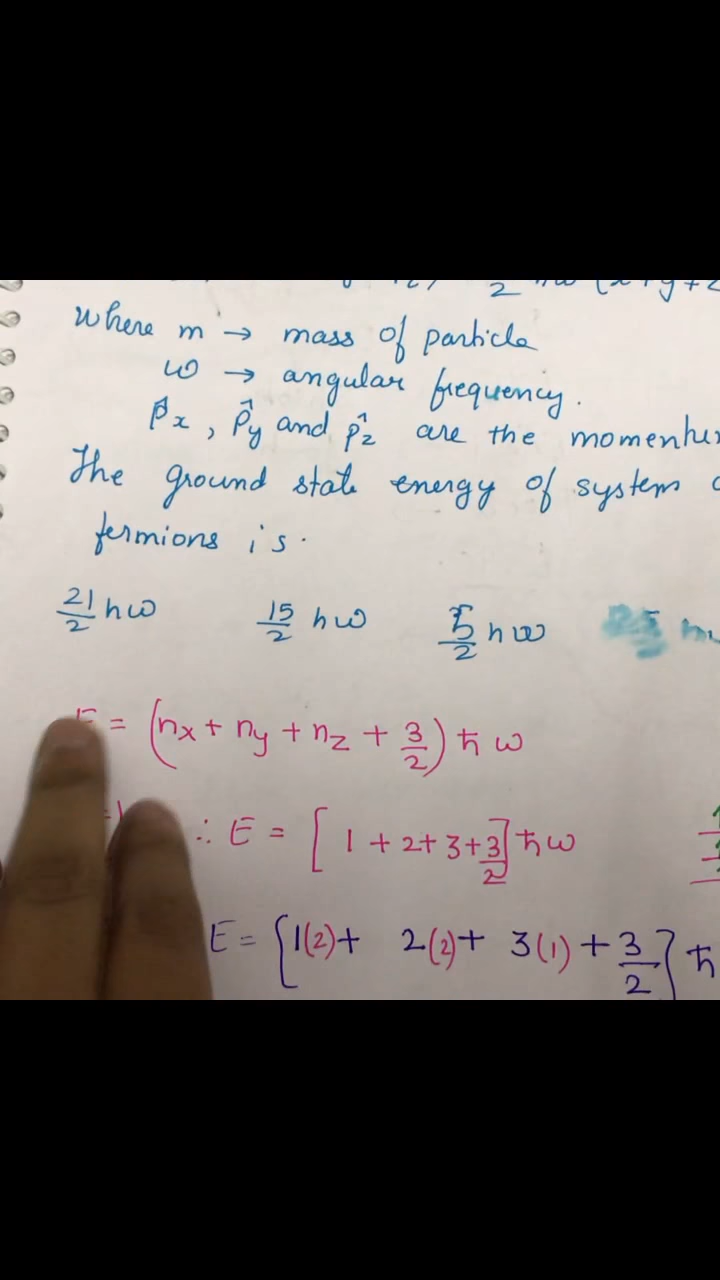 2
where m → mass of particle
ω → angular frequency.
p̂x, p̂y and p̂z are the
The ground state energy of system
fermions is.
21/2 hω 15/2 hω 5/2 hω
E = (nx + ny + nz + 3/2) ħ ω
∴ E = [1 + 2 + 3 + 3/2] ħω
E = [1(2) + 2(2) + 3(1) + 3/2] ħ